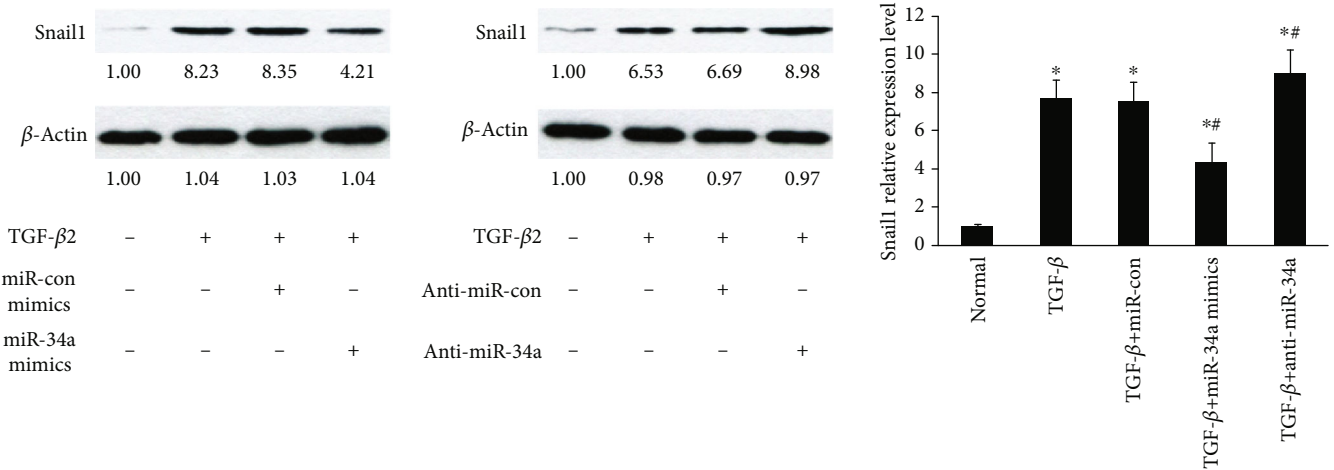 Snail1
1.00 8.23 8.35 4.21
β-Actin
1.00 1.04 1.03 1.04
TGF-β2 – + + +
miR-con
mimics – – + –
miR-34a
mimics – – – +
Snail1
1.00 6.53 6.69 8.98
β-Actin
1.00 0.98 0.97 0.97
TGF-β2 – + + +
Anti-miR-con – – + –
Anti-miR-34a – – – +
Snail1 relative expression level
12
10
8
6
4
2
0
*
*
*#
*#
Normal
TGF-β
TGF-β+miR-con
TGF-β+miR-34a mimics
TGF-β+anti-miR-34a